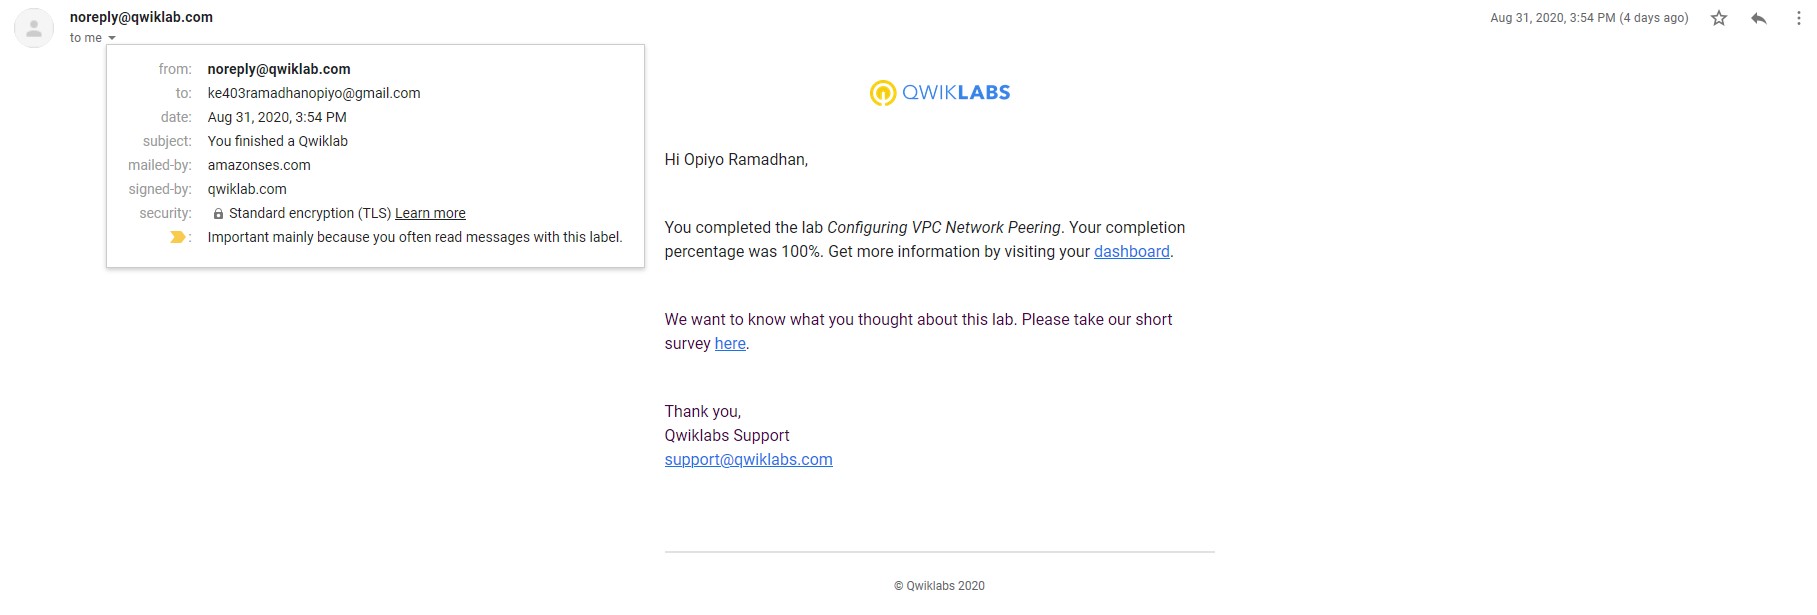 noreply@qwiklab.com
Aug 31, 2020, 3:54 PM (4 days ago)
to me
from: noreply@qwiklab.com
to: ke403ramadhanopiyo@gmail.com
date: Aug 31, 2020, 3:54 PM
subject: You finished a Qwiklab
mailed-by: amazonses.com
signed-by: qwiklab.com
security: Standard encryption (TLS) Learn more
: Important mainly because you often read messages with this label.
QWIKLABS
Hi Opiyo Ramadhan,
You completed the lab Configuring VPC Network Peering. Your completion
percentage was 100%. Get more information by visiting your dashboard.
We want to know what you thought about this lab. Please take our short
survey here.
Thank you,
Qwiklabs Support
support@qwiklabs.com
© Qwiklabs 2020